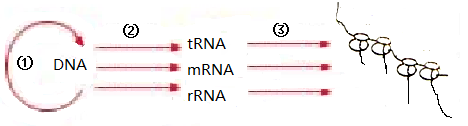 ② ③
tRNA
① DNA mRNA
rRNA